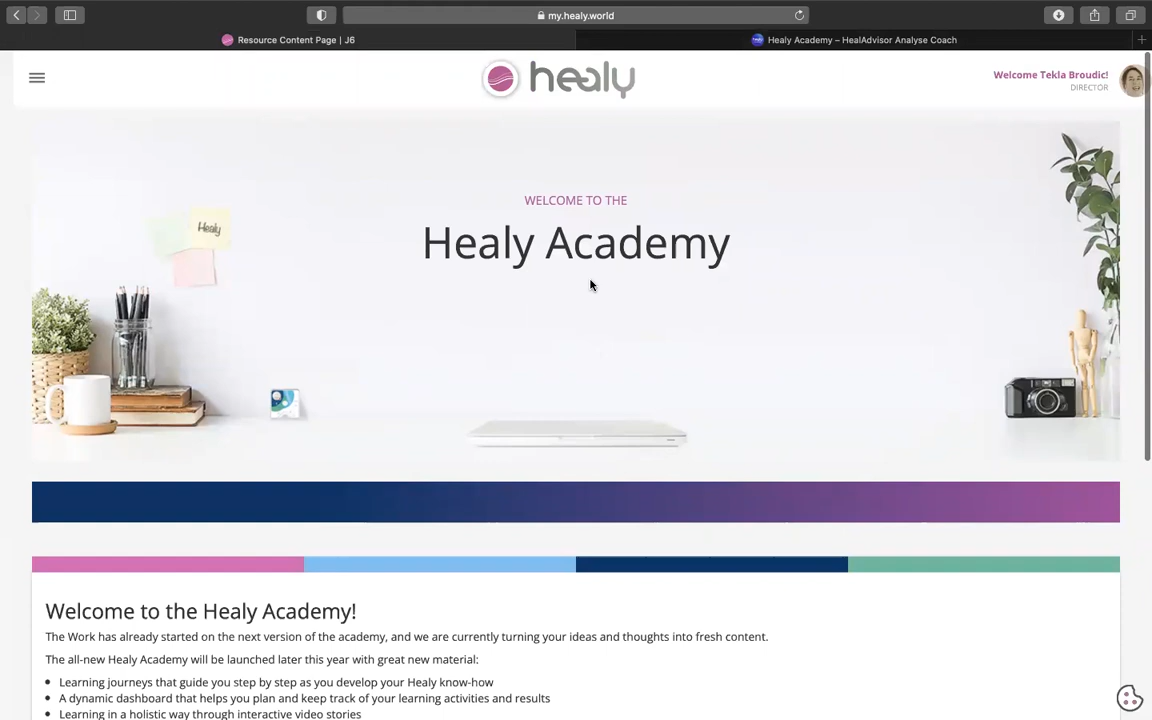 my.healy.world
Resource Content Page | J6
Healy Academy – HealAdvisor Analyse Coach
healy
Welcome Tekla Broudic!
DIRECTOR
WELCOME TO THE
Healy Academy
Healy
Welcome to the Healy Academy!
The Work has already started on the next version of the academy, and we are currently turning your ideas and thoughts into fresh content.
The all-new Healy Academy will be launched later this year with great new material:
Learning journeys that guide you step by step as you develop your Healy know-how
A dynamic dashboard that helps you plan and keep track of your learning activities and results
Learning in a holistic way through interactive video stories